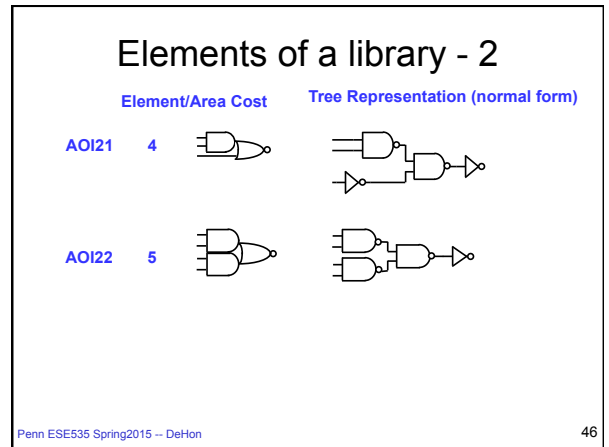 Elements of a library - 2
Element/Area Cost Tree Representation (normal form)
AOI21 4
AOI22 5
Penn ESE535 Spring2015 -- DeHon 46